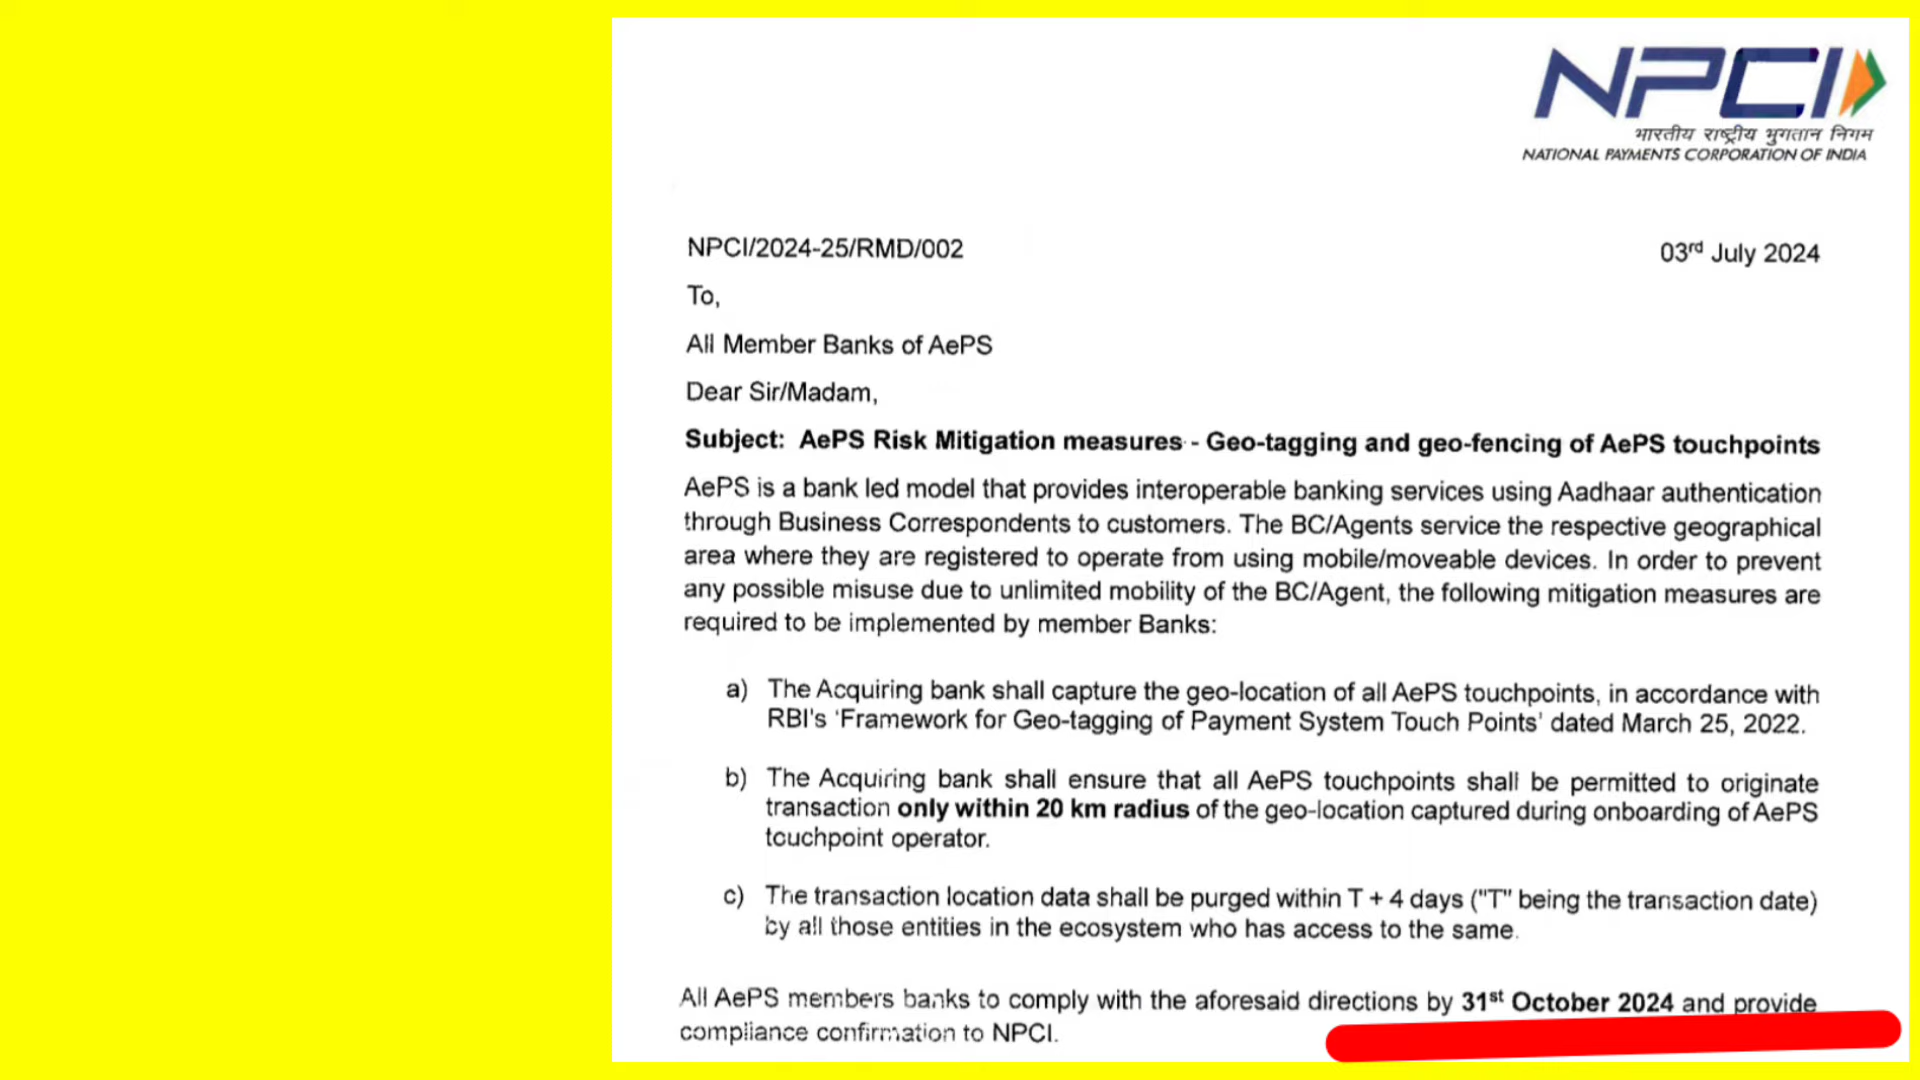 NPCI
भारतीय राष्ट्रीय भुगतान निगम
NATIONAL PAYMENTS CORPORATION OF INDIA
NPCI/2024-25/RMD/002
03rd July 2024
To,
All Member Banks of AePS
Dear Sir/Madam,
Subject: AePS Risk Mitigation measures - Geo-tagging and geo-fencing of AePS touchpoints
AePS is a bank led model that provides interoperable banking services using Aadhaar authentication
through Business Correspondents to customers. The BC/Agents service the respective geographical
area where they are registered to operate from using mobile/moveable devices. In order to prevent
any possible misuse due to unlimited mobility of the BC/Agent, the following mitigation measures are
required to be implemented by member Banks:
a) The Acquiring bank shall capture the geo-location of all AePS touchpoints, in accordance with
RBI's 'Framework for Geo-tagging of Payment System Touch Points' dated March 25, 2022.
b) The Acquiring bank shall ensure that all AePS touchpoints shall be permitted to originate
transaction only within 20 km radius of the geo-location captured during onboarding of AePS
touchpoint operator.
c) The transaction location data shall be purged within T + 4 days ("T" being the transaction date)
by all those entities in the ecosystem who has access to the same.
All AePS members banks to comply with the aforesaid directions by 31st October 2024 and provide
compliance confirmation to NPCI.